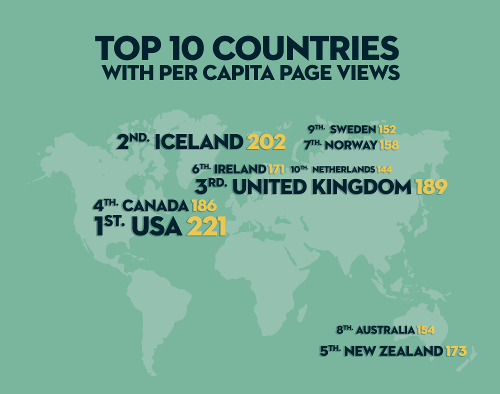 TOP 10 COUNTRIES
WITH PER CAPITA PAGE VIEWS
9TH. SWEDEN 152
2ND. ICELAND 202
7TH. NORWAY 158
6TH. IRELAND 171
10TH. NETHERLANDS 144
3RD. UNITED KINGDOM 189
4TH. CANADA 186
1ST. USA 221
8TH. AUSTRALIA 154
5TH. NEW ZEALAND 173